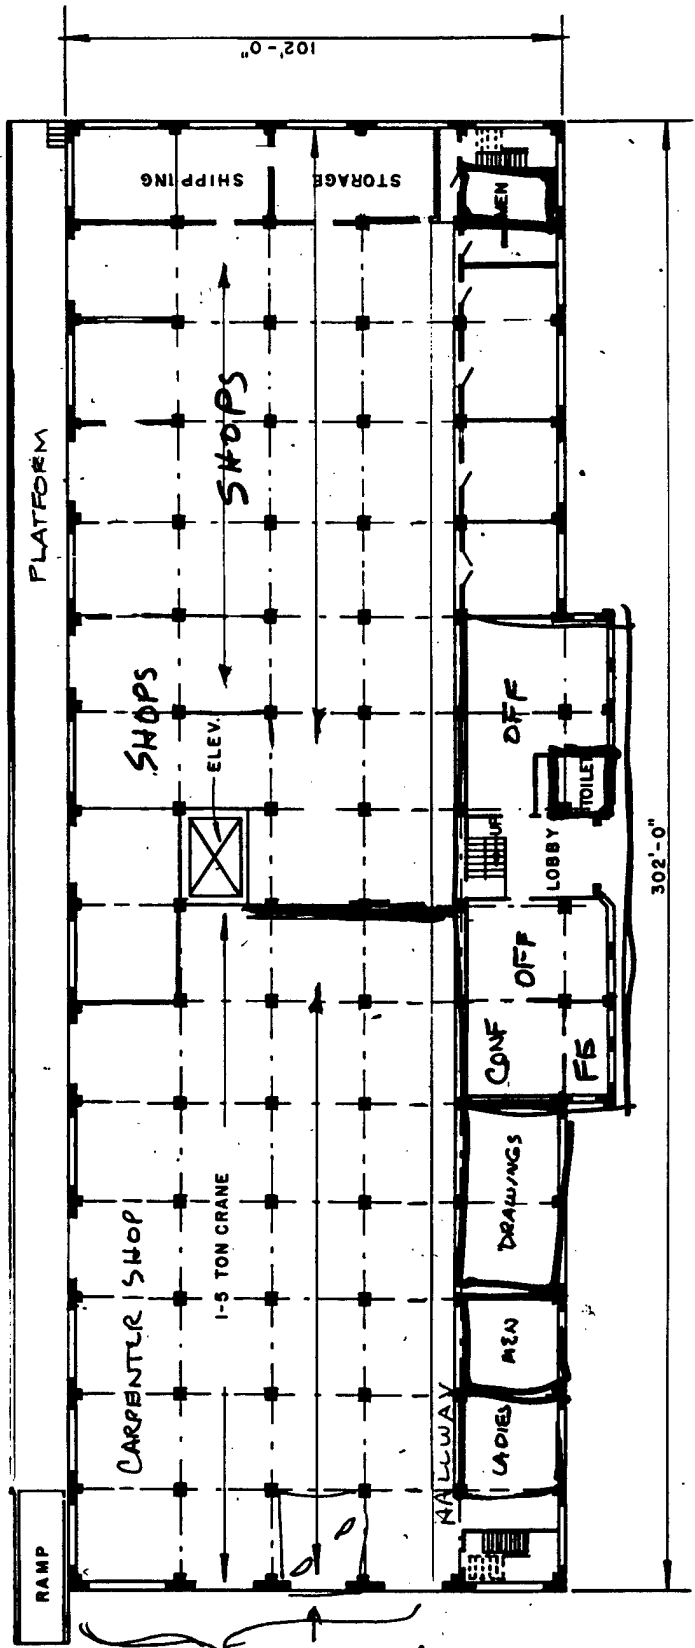 102'-0"
SHIPPING
STORAGE
MEN
PLATFORM
SHOPS
SHOPS
ELEV.
OFF
TOILET
UP
LOBBY
302'-0"
OFF
CONF
1-5 TON CRANE
DRAWINGS
CARPENTER SHOP
MEN
LADIES
HALLWAY
RAMP